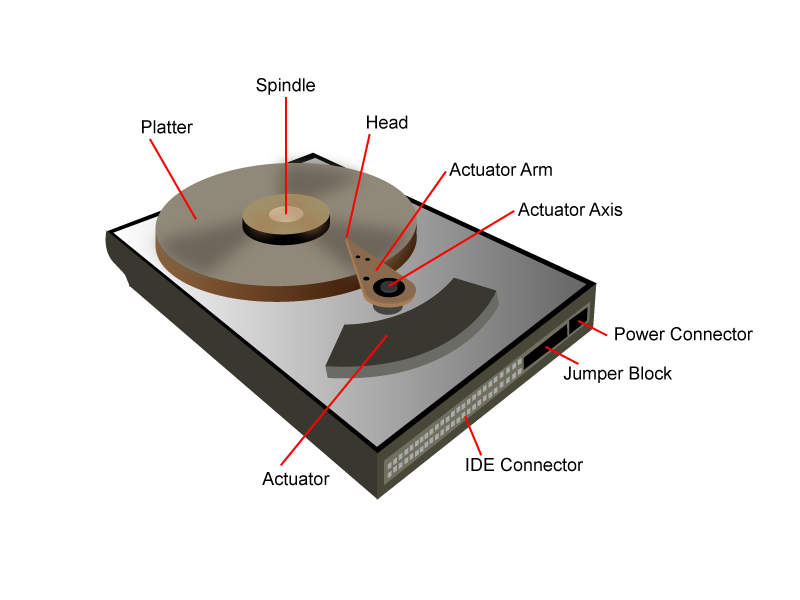 Spindle
Platter
Head
Actuator Arm
Actuator Axis
Power Connector
Jumper Block
IDE Connector
Actuator